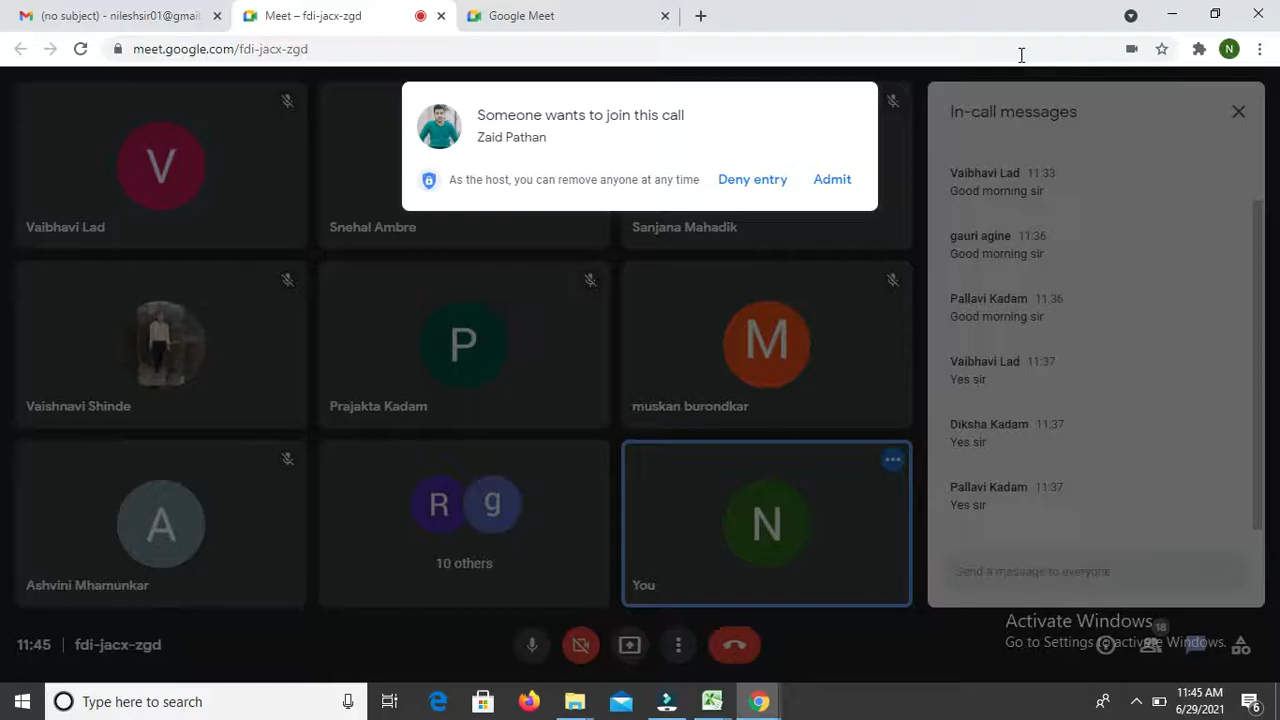 (no subject) - nileshsir01@gmail.
Meet – fdi-jacx-zgd
Google Meet
meet.google.com/fdi-jacx-zgd
N
Someone wants to join this call
Zaid Pathan
As the host, you can remove anyone at any time
Deny entry
Admit
V
Vaibhavi Lad
Snehal Ambre
Sanjana Mahadik
Vaishnavi Shinde
P
Prajakta Kadam
M
muskan burondkar
A
Ashvini Mhamunkar
R g
10 others
N
You
In-call messages
Vaibhavi Lad 11:33
Good morning sir
gauri agine 11:36
Good morning sir
Pallavi Kadam 11:36
Good morning sir
Vaibhavi Lad 11:37
Yes sir
Diksha Kadam 11:37
Yes sir
Pallavi Kadam 11:37
Yes sir
Send a message to everyone
Activate Windows
Go to Settings to activate Windows.
18
11:45 | fdi-jacx-zgd
Type here to search
11:45 AM
6/29/2021
6